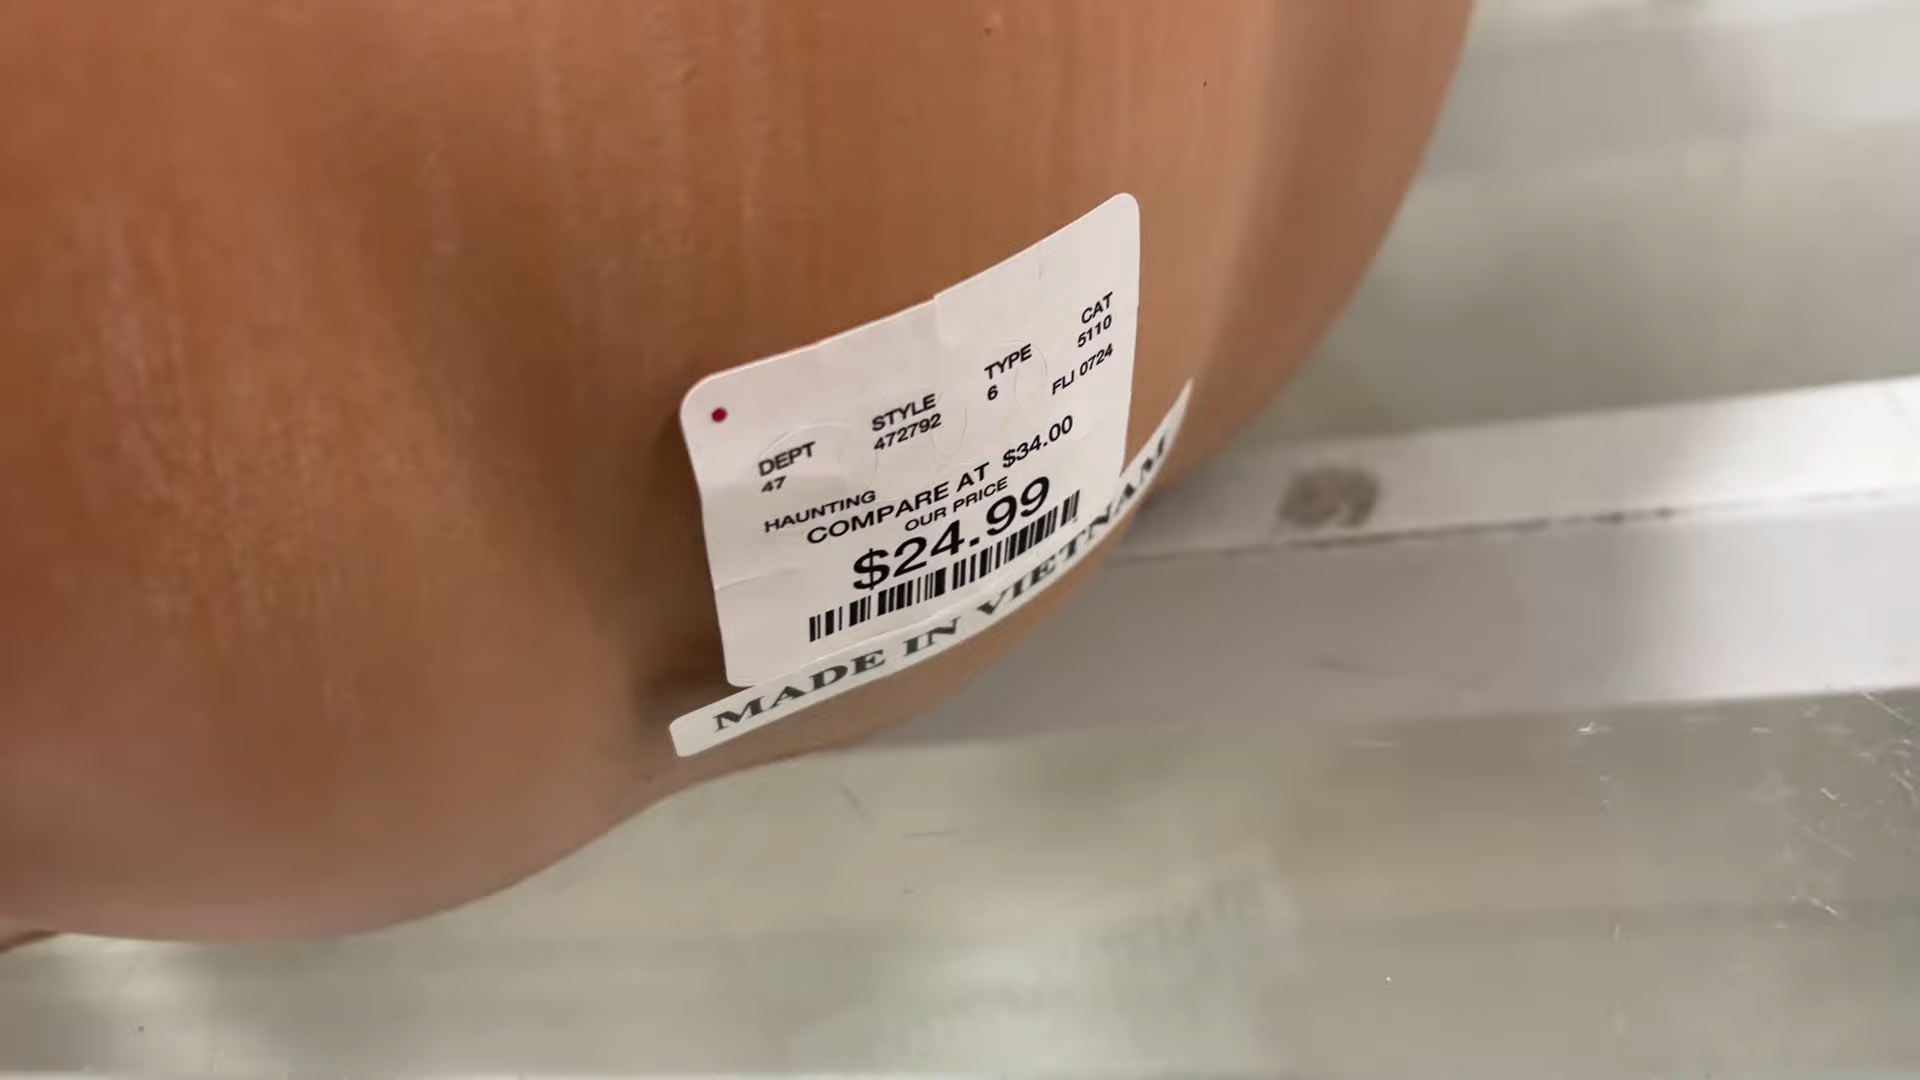 DEPT STYLE TYPE CAT
47 472792 6 5110
FLI 0724
HAUNTING
COMPARE AT $34.00
OUR PRICE
$24.99
MADE IN VIETNAM